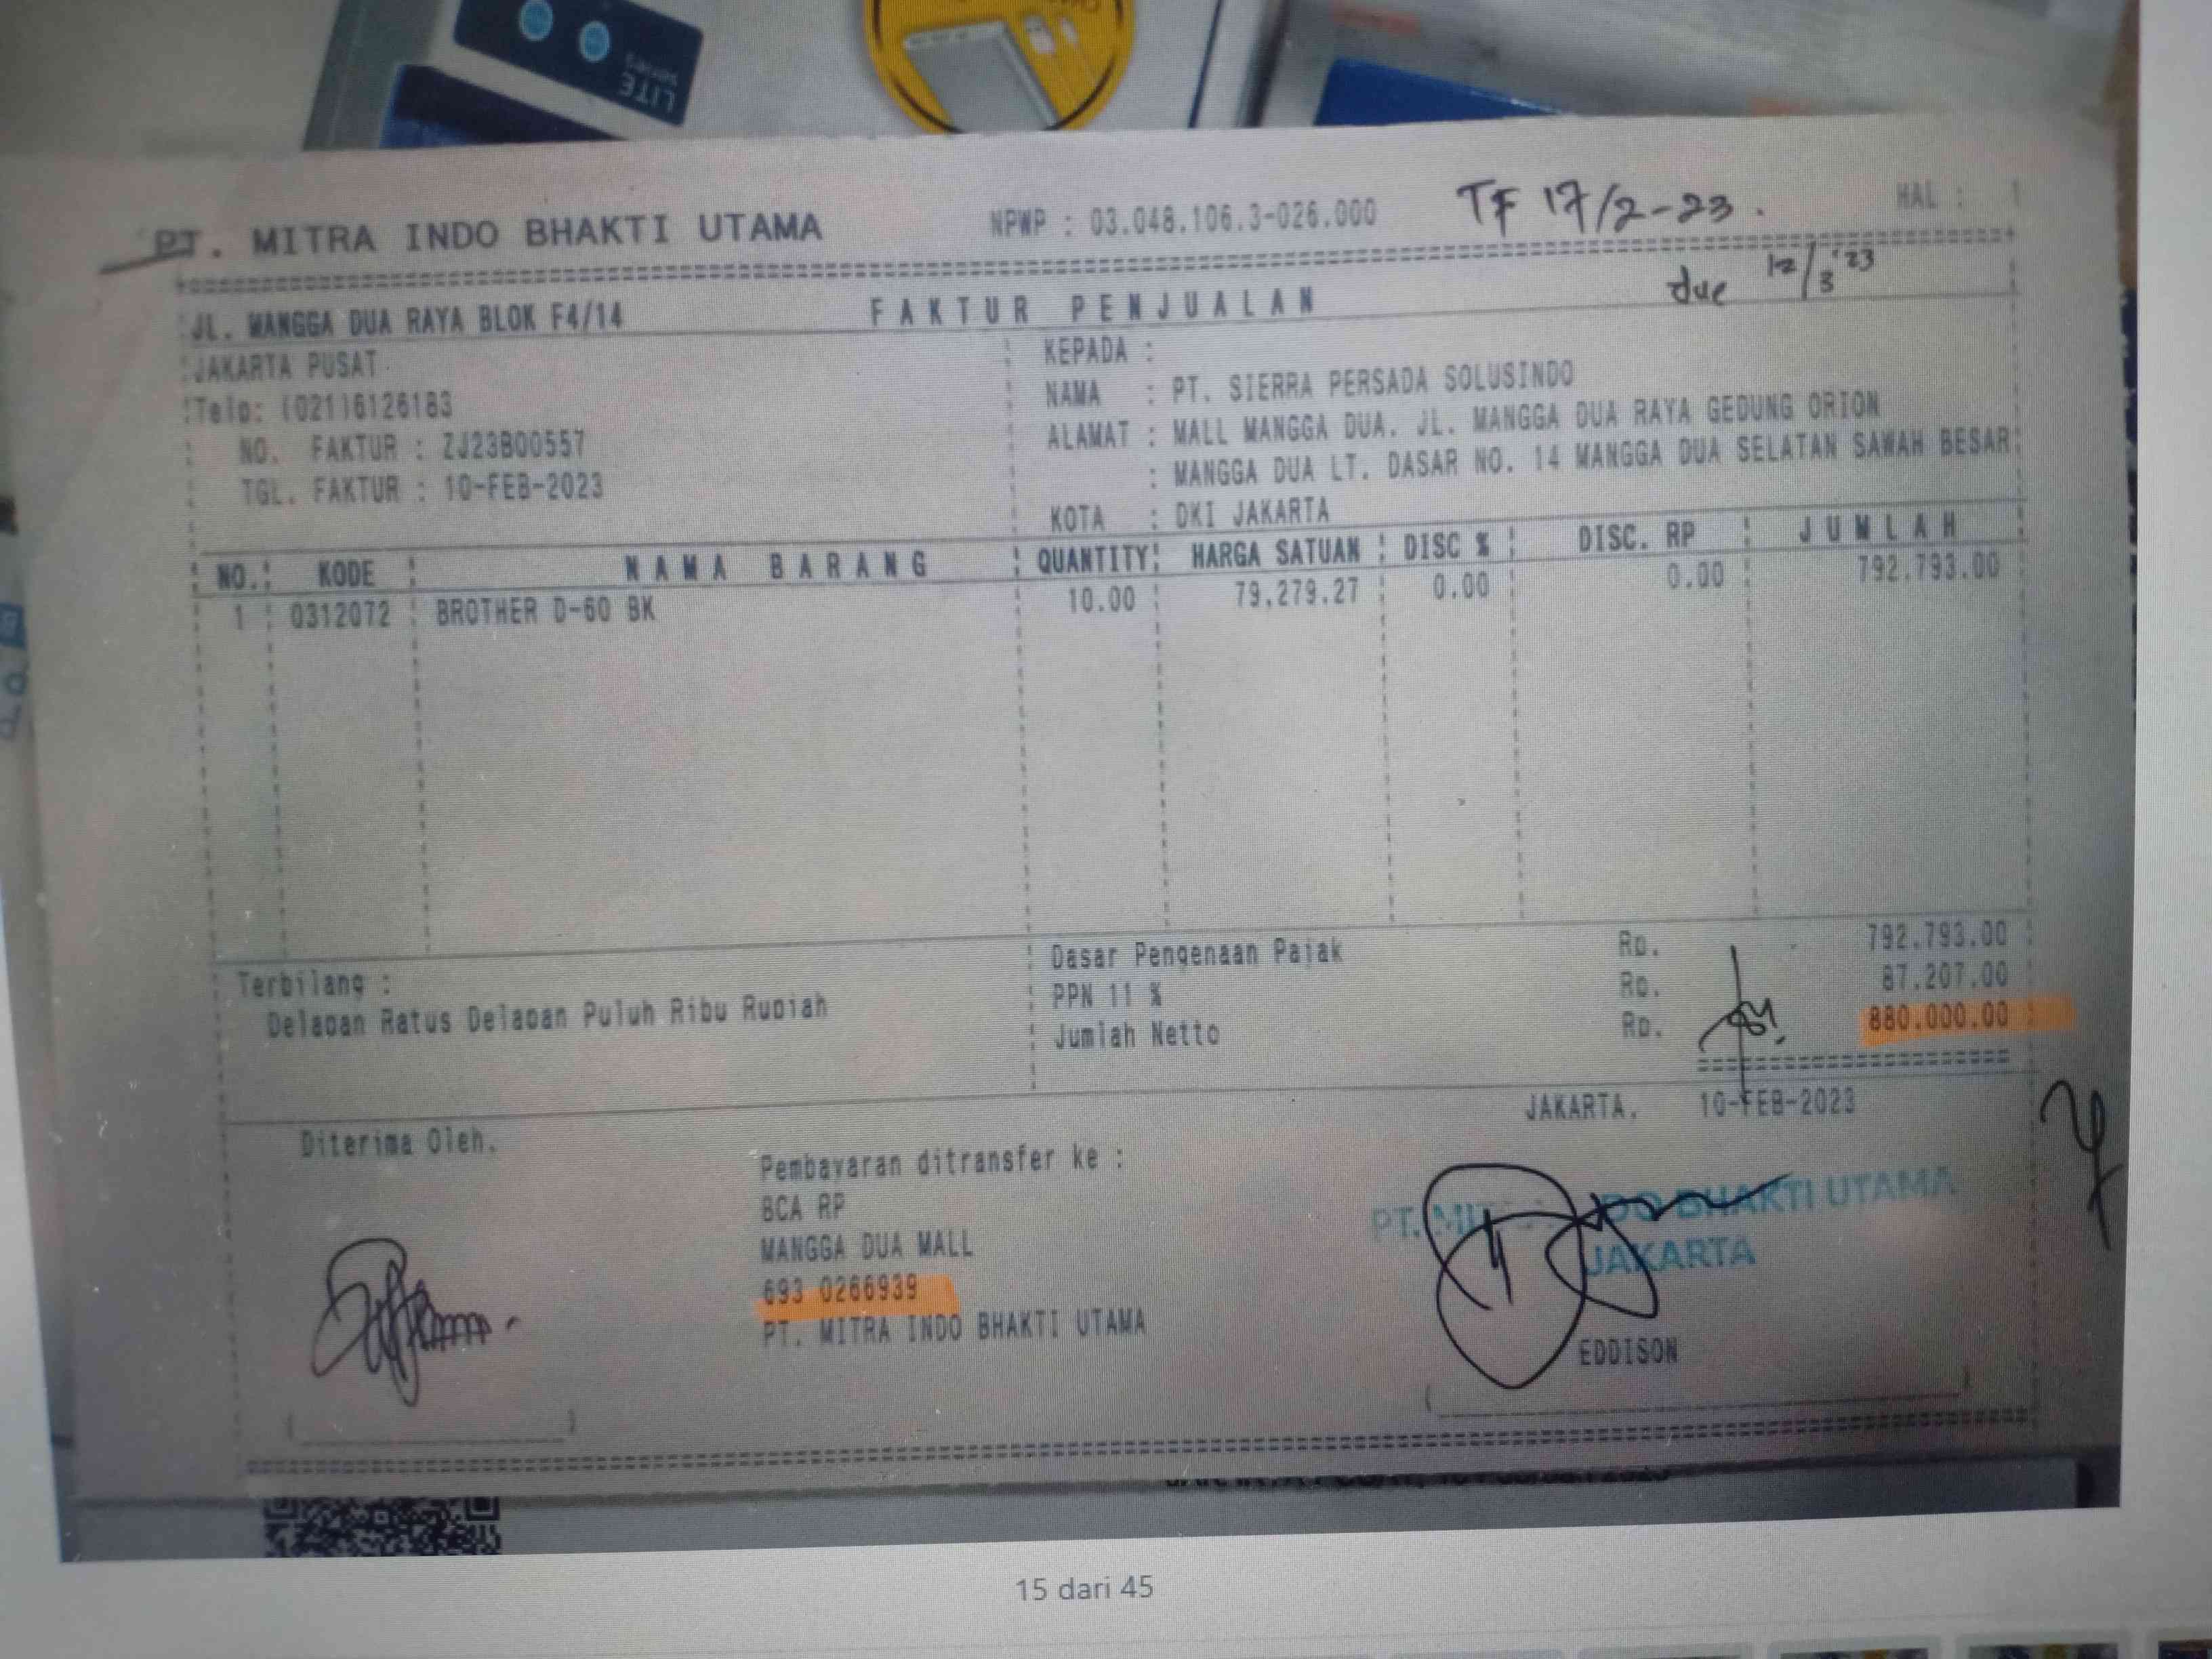 LITE
SERIES
PT. MITRA INDO BHAKTI UTAMA NPWP : 03.048.106.3-026.000 TF 17/2-23. HAL : 1
due 12/3'23
JL. MANGGA DUA RAYA BLOK F4/14 FAKTUR PENJUALAN
JAKARTA PUSAT KEPADA :
Telp: (021)6126183 NAMA : PT. SIERRA PERSADA SOLUSINDO
NO. FAKTUR : ZJ23B00557 ALAMAT : MALL MANGGA DUA. JL. MANGGA DUA RAYA GEDUNG ORION
TGL. FAKTUR : 10-FEB-2023 : MANGGA DUA LT. DASAR NO. 14 MANGGA DUA SELATAN SAWAH BESAR
KOTA : DKI JAKARTA
NO. KODE NAMA BARANG QUANTITY HARGA SATUAN DISC % DISC. RP JUMLAH
1 0312072 BROTHER D-60 BK 10.00 79,279.27 0.00 0.00 792.793.00
Dasar Pengenaan Pajak Rp. 792.793.00
Terbilang : PPN 11 % Rp. 87.207.00
Delapan Ratus Delapan Puluh Ribu Rupiah Jumlah Netto Rp. 880.000.00
JAKARTA, 10-FEB-2023
Diterima Oleh,
Pembayaran ditransfer ke :
BCA RP
MANGGA DUA MALL
693 0266939
PT. MITRA INDO BHAKTI UTAMA
PT. MITRA INDO BHAKTI UTAMA
JAKARTA
EDDISON
15 dari 45